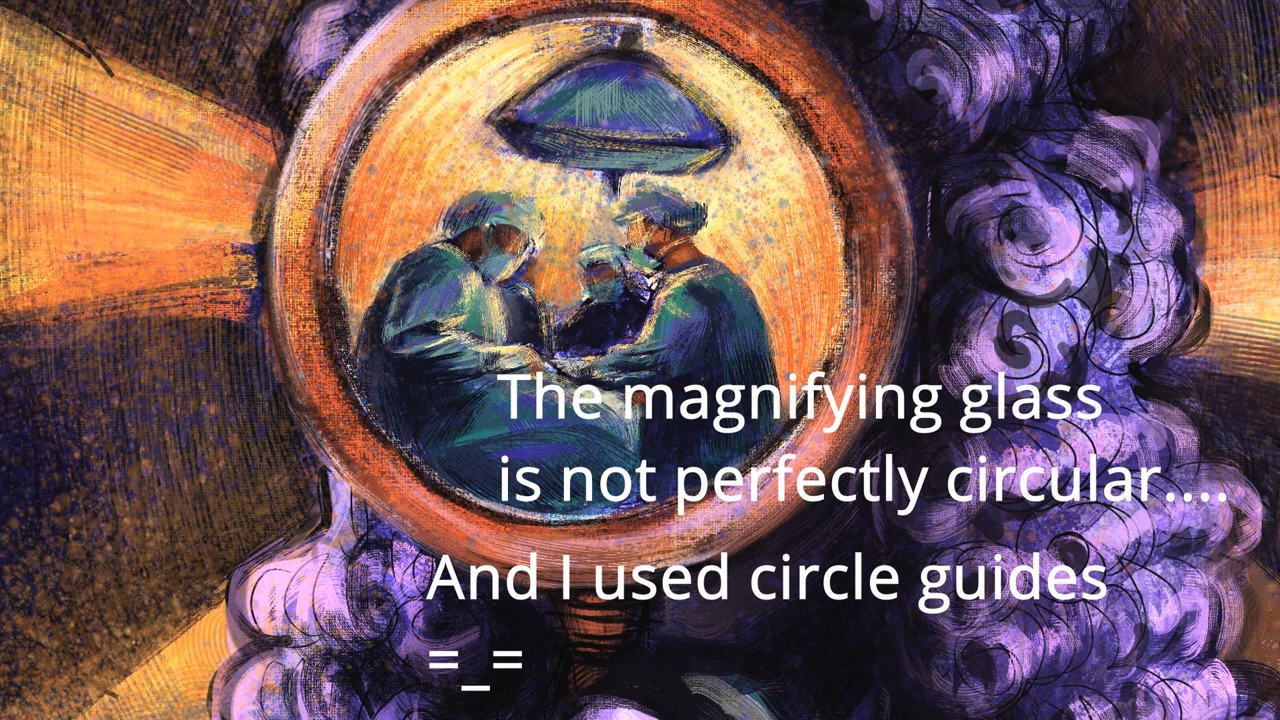 The magnifying glass
is not perfectly circular....
And I used circle guides
=_=